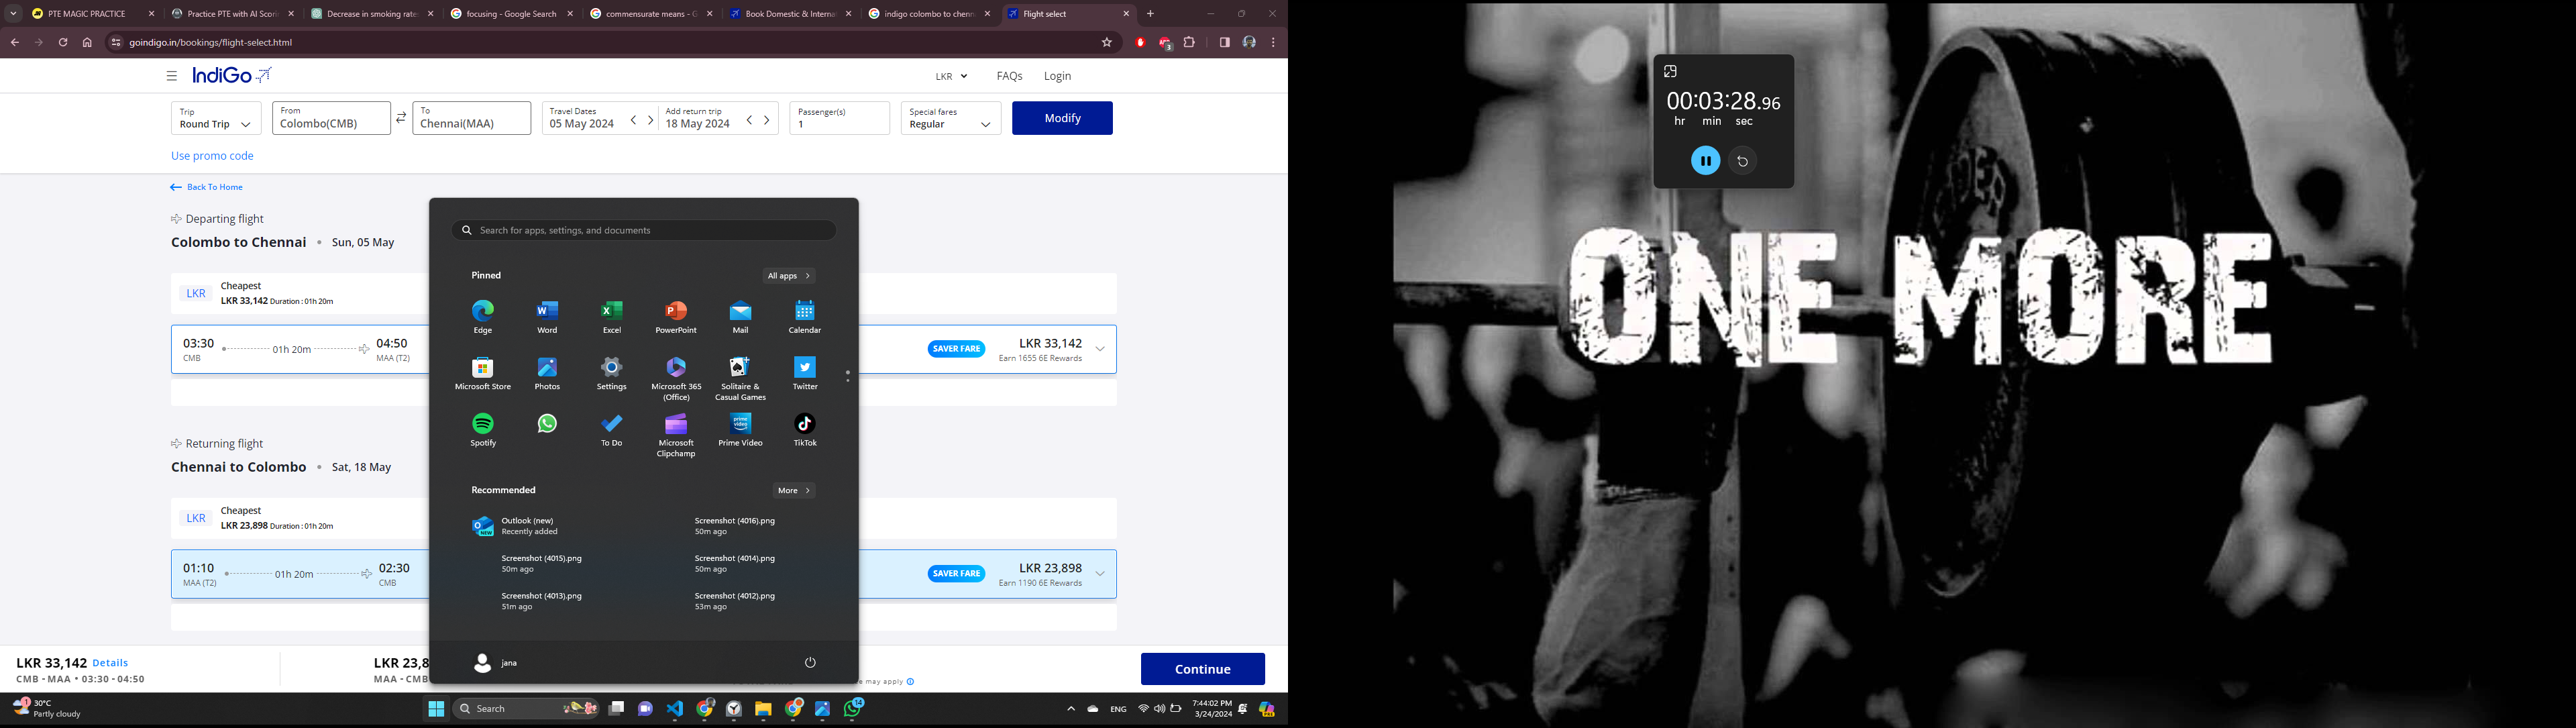 PTE MAGIC PRACTICE
Practice PTE with AI Scorin
Decrease in smoking rates
focusing - Google Search
commensurate means - G
Book Domestic & Interna
indigo colombo to chenn
Flight select
goindigo.in/bookings/flight-select.html
3
IndiGo
LKR
FAQs
Login
Trip
Round Trip
From
Colombo(CMB)
To
Chennai(MAA)
Travel Dates
05 May 2024
Add return trip
18 May 2024
Passenger(s)
1
Special fares
Regular
Modify
Use promo code
Back To Home
Departing flight
Colombo to Chennai • Sun, 05 May
LKR
Cheapest
LKR 33,142 Duration : 01h 20m
03:30
CMB
01h 20m
04:50
MAA (T2)
SAVER FARE
LKR 33,142
Earn 1655 6E Rewards
Returning flight
Chennai to Colombo • Sat, 18 May
LKR
Cheapest
LKR 23,898 Duration : 01h 20m
01:10
MAA (T2)
01h 20m
02:30
CMB
SAVER FARE
LKR 23,898
Earn 1190 6E Rewards
LKR 33,142 Details
CMB - MAA • 03:30 - 04:50
LKR 23,8
MAA - CMB
e may apply
Continue
Search for apps, settings, and documents
Pinned
All apps
Edge
Word
Excel
PowerPoint
Mail
Calendar
Microsoft Store
Photos
Settings
Microsoft 365
(Office)
Solitaire &
Casual Games
Twitter
Spotify
To Do
Microsoft
Clipchamp
prime video
Prime Video
TikTok
Recommended
More
Outlook (new)
Recently added
Screenshot (4016).png
50m ago
Screenshot (4015).png
50m ago
Screenshot (4014).png
50m ago
Screenshot (4013).png
51m ago
Screenshot (4012).png
53m ago
jana
1
30°C
Partly cloudy
Search
14
ENG
7:44:02 PM
3/24/2024
00:03:28.96
hr min sec
ONE MORE